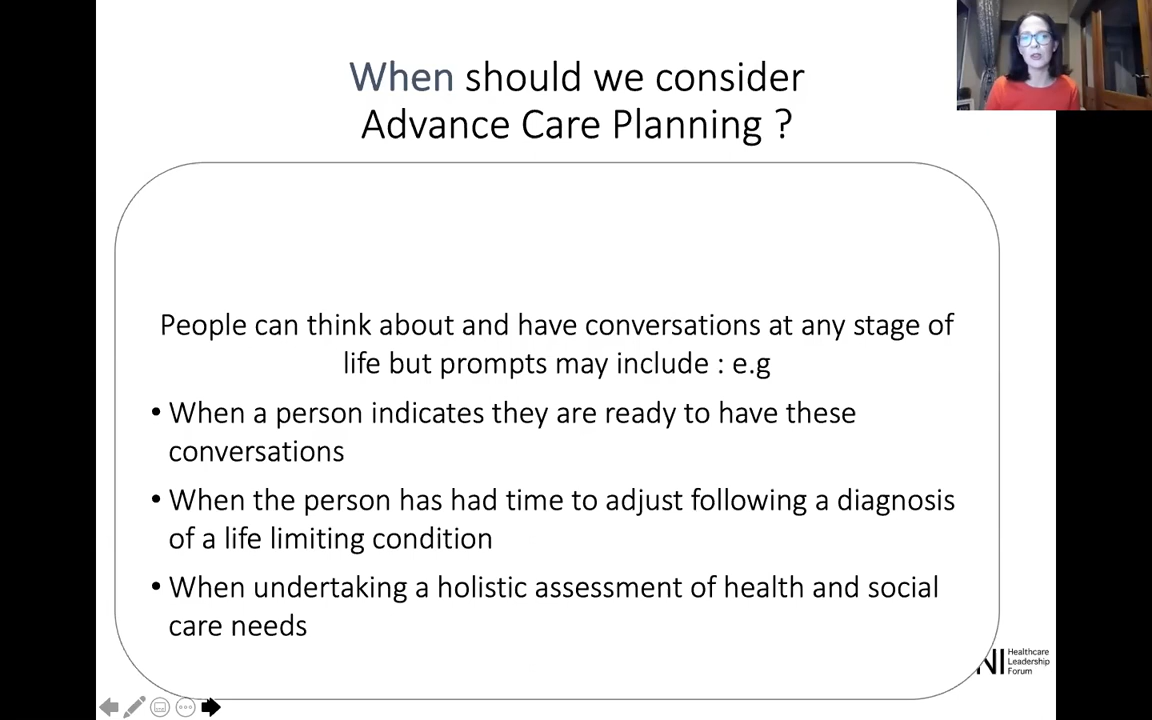 When should we consider
Advance Care Planning ?
People can think about and have conversations at any stage of
life but prompts may include : e.g
• When a person indicates they are ready to have these
conversations
• When the person has had time to adjust following a diagnosis
of a life limiting condition
• When undertaking a holistic assessment of health and social
care needs
NI
Healthcare
Leadership
Forum